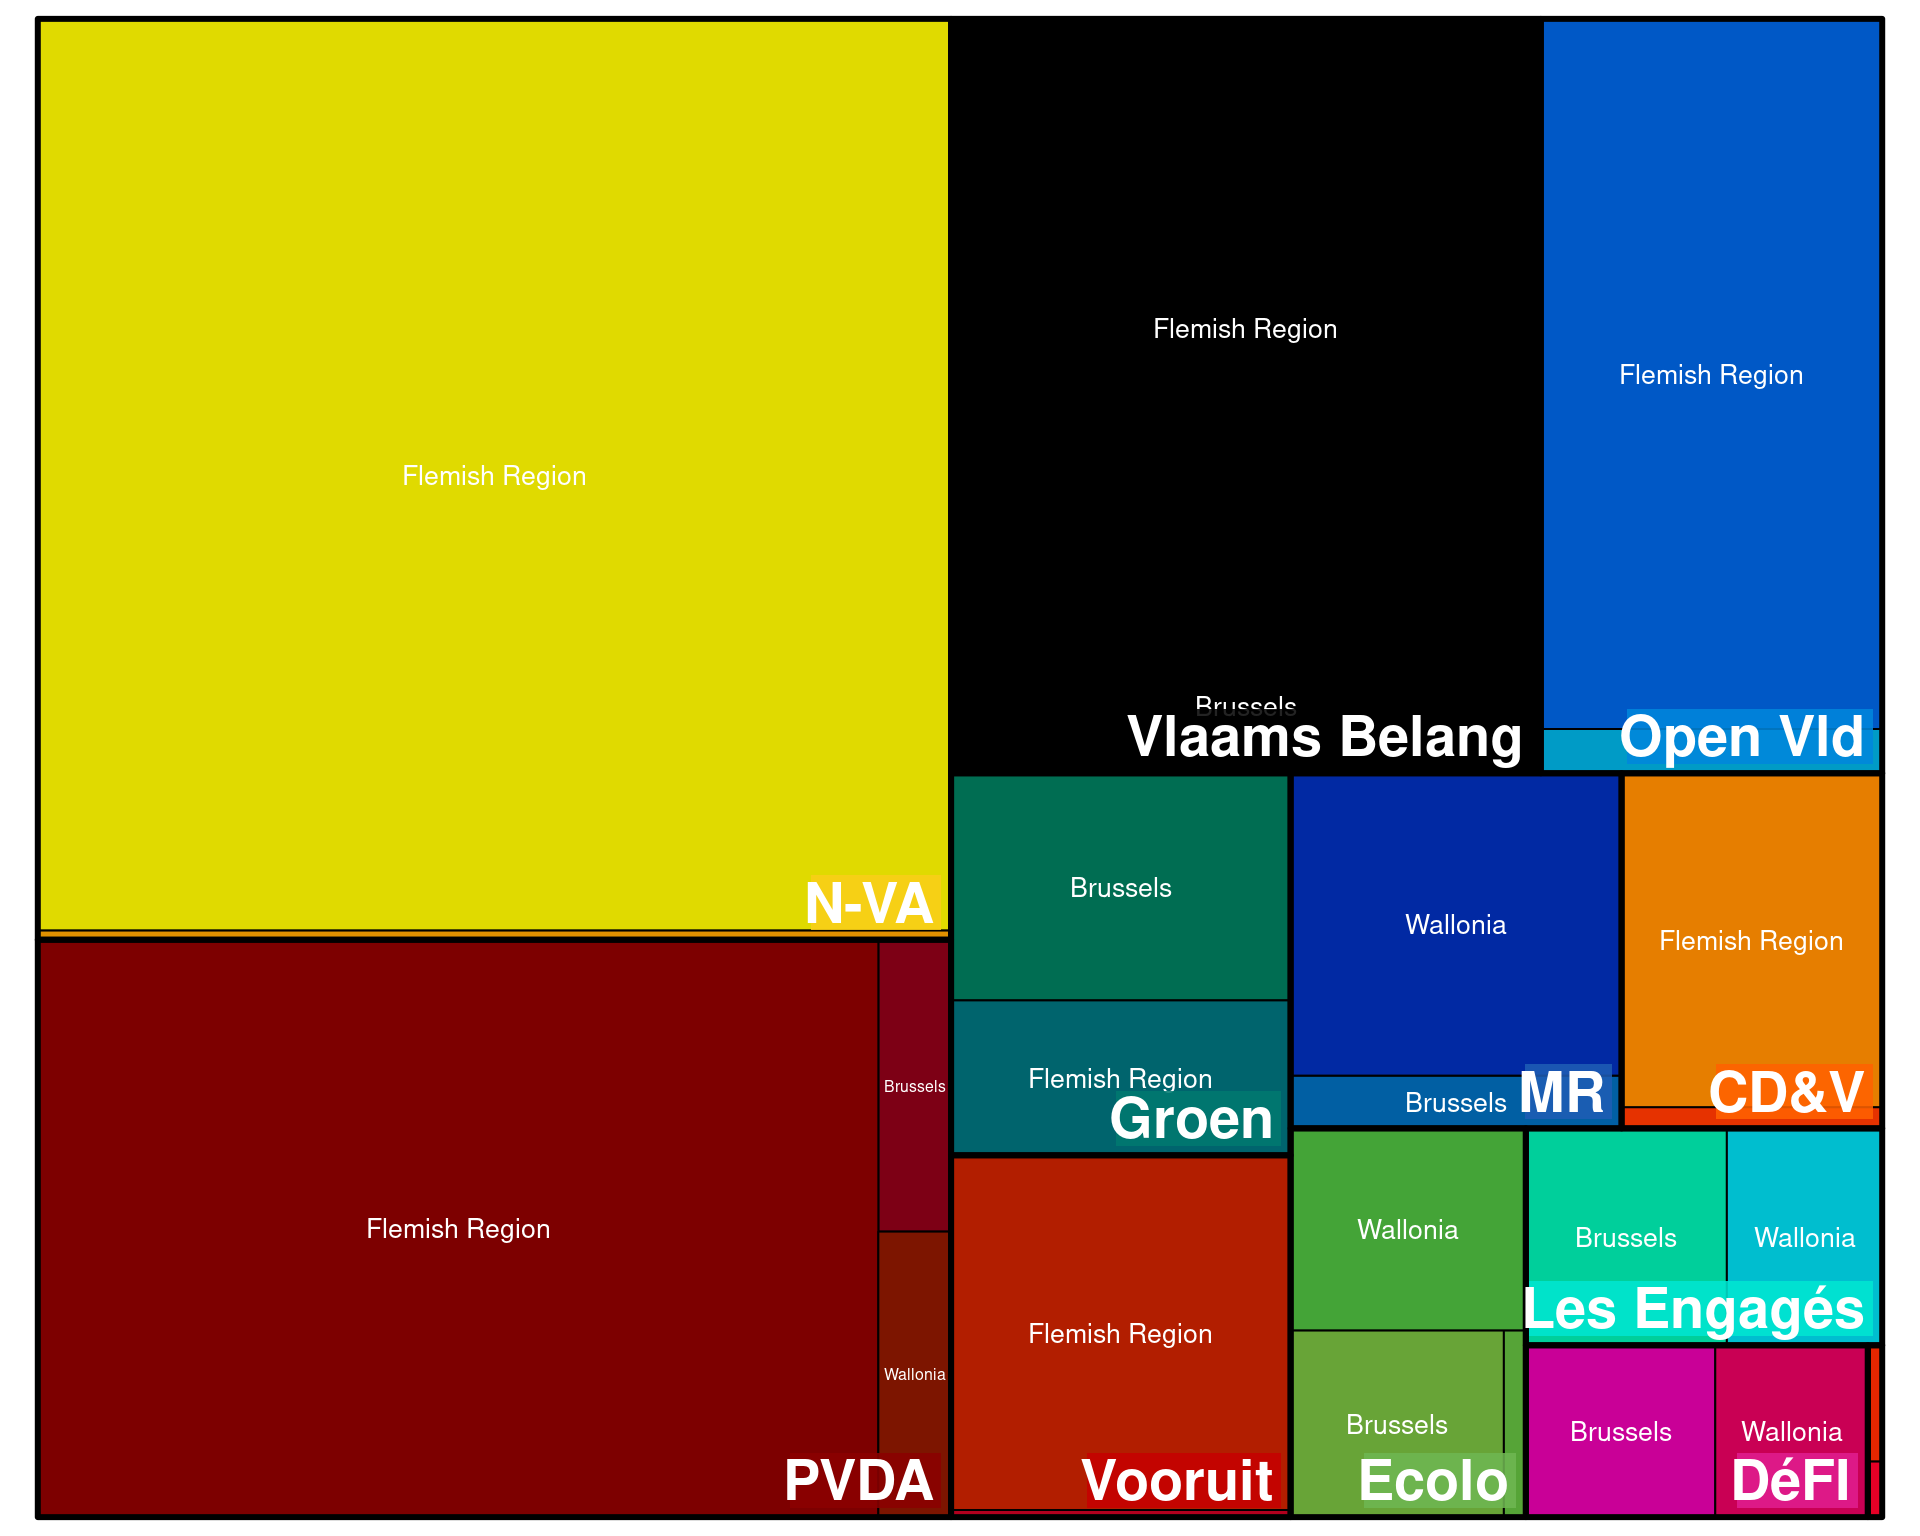 Flemish Region
N-VA
Flemish Region
Brussels
Wallonia
PVDA
Flemish Region
Brussels
Vlaams Belang
Flemish Region
Open Vld
Brussels
Flemish Region
Groen
Wallonia
Brussels
MR
Flemish Region
CD&V
Flemish Region
Vooruit
Wallonia
Brussels
Ecolo
Brussels
Wallonia
Les Engagés
Brussels
Wallonia
DéFI